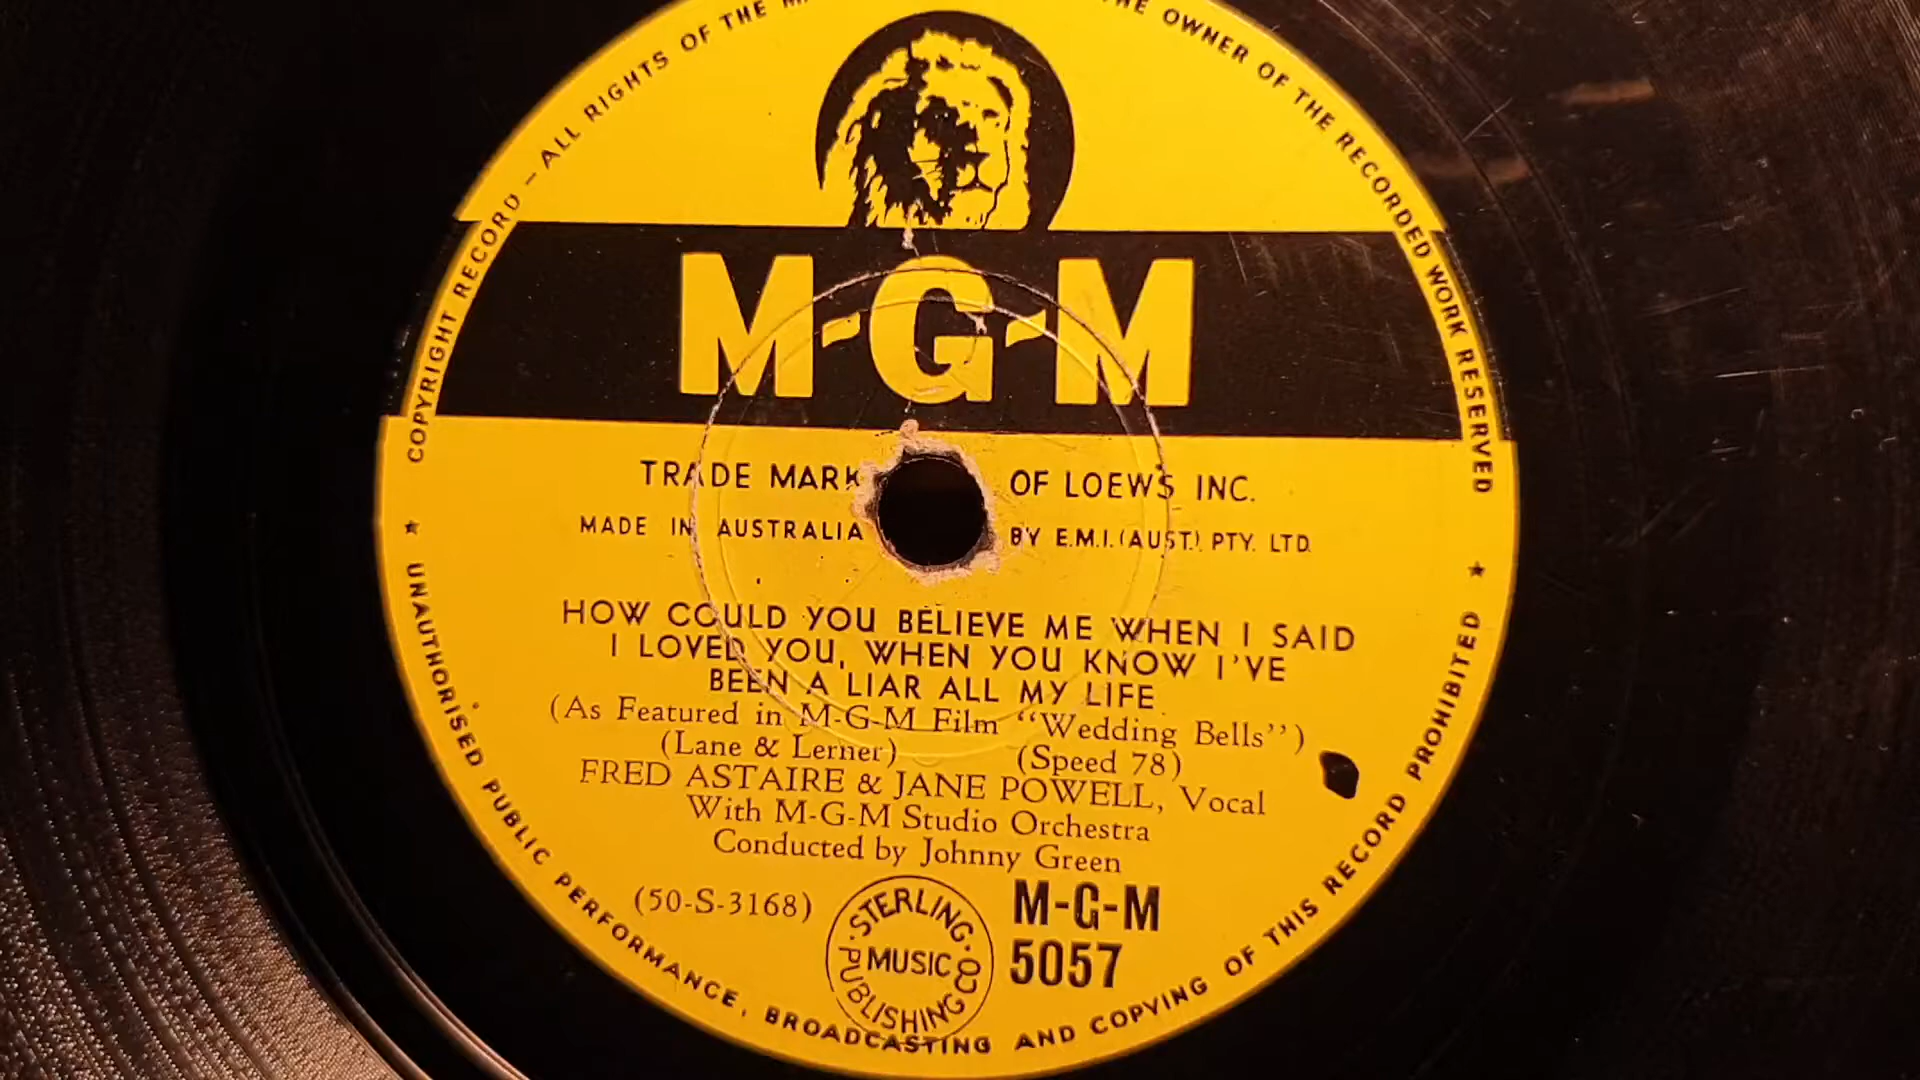 COPYRIGHT RECORD – ALL RIGHTS OF THE
THE OWNER OF THE RECORDED WORK RESERVED
M-G-M
TRADE MARK OF LOEWS INC.
MADE IN AUSTRALIA BY E.M.I. (AUST.) PTY. LTD.
HOW COULD YOU BELIEVE ME WHEN I SAID
I LOVED YOU, WHEN YOU KNOW I'VE
BEEN A LIAR ALL MY LIFE
(As Featured in M-G-M Film “Wedding Bells”)
(Lane & Lerner) (Speed 78)
FRED ASTAIRE & JANE POWELL, Vocal
With M-G-M Studio Orchestra
Conducted by Johnny Green
(50-S-3168)
M-G-M
5057
STERLING MUSIC PUBLISHING CO
★ UNAUTHORISED PUBLIC PERFORMANCE, BROADCASTING AND COPYING OF THIS RECORD PROHIBITED ★